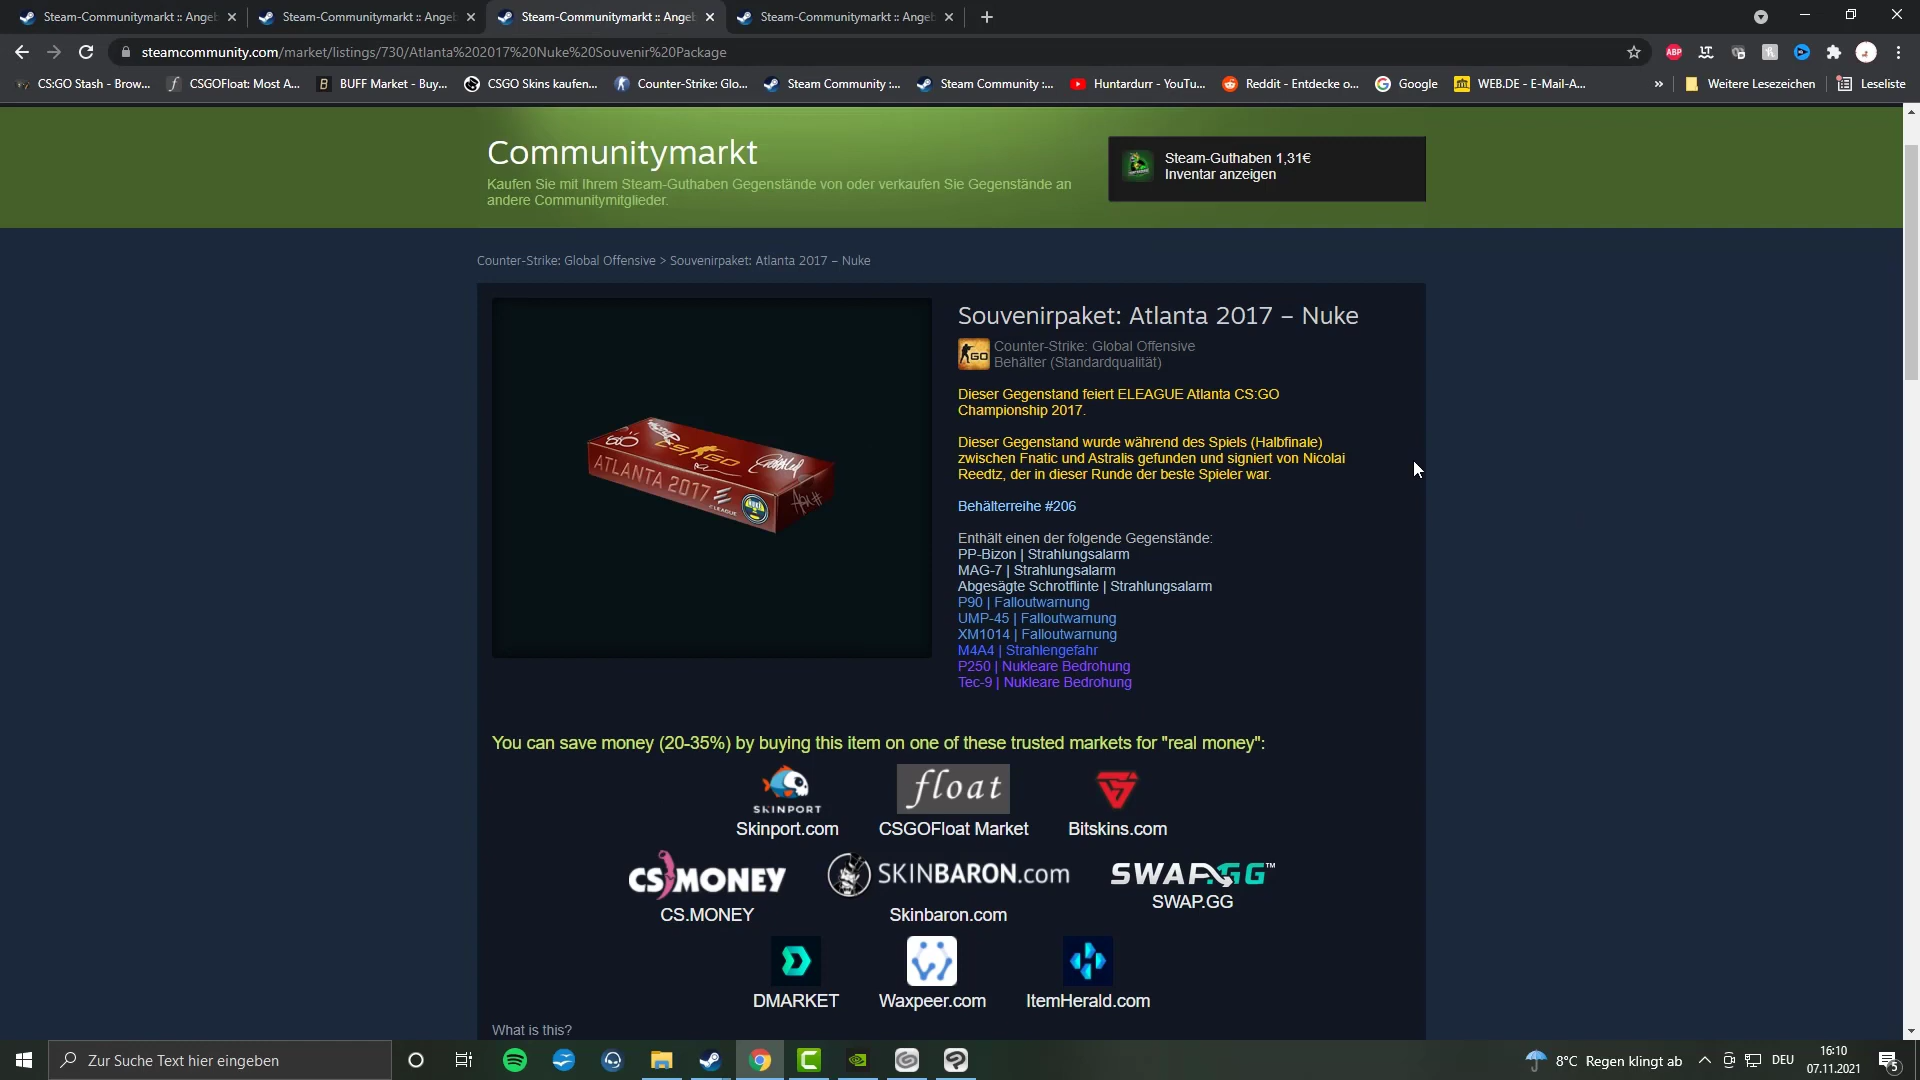 Steam-Communitymarkt :: Angeb
Steam-Communitymarkt :: Angeb
Steam-Communitymarkt :: Angeb
Steam-Communitymarkt :: Angeb
steamcommunity.com/market/listings/730/Atlanta%202017%20Nuke%20Souvenir%20Package
ABP
CS:GO Stash - Brow...
CSGOFloat: Most A...
BUFF Market - Buy...
CSGO Skins kaufen...
Counter-Strike: Glo...
Steam Community :...
Steam Community :...
Huntardurr - YouTu...
Reddit - Entdecke o...
Google
WEB.DE - E-Mail-A...
»
Weitere Lesezeichen
Leseliste
Communitymarkt
Kaufen Sie mit Ihrem Steam-Guthaben Gegenstände von oder verkaufen Sie Gegenstände an
andere Communitymitglieder.
Steam-Guthaben 1,31€
Inventar anzeigen
Counter-Strike: Global Offensive > Souvenirpaket: Atlanta 2017 – Nuke
CS GO
ATLANTA 2017
ELEAGUE
Souvenirpaket: Atlanta 2017 – Nuke
GO
Counter-Strike: Global Offensive
Behälter (Standardqualität)
Dieser Gegenstand feiert ELEAGUE Atlanta CS:GO
Championship 2017.
Dieser Gegenstand wurde während des Spiels (Halbfinale)
zwischen Fnatic und Astralis gefunden und signiert von Nicolai
Reedtz, der in dieser Runde der beste Spieler war.
Behälterreihe #206
Enthält einen der folgende Gegenstände:
PP-Bizon | Strahlungsalarm
MAG-7 | Strahlungsalarm
Abgesägte Schrotflinte | Strahlungsalarm
P90 | Falloutwarnung
UMP-45 | Falloutwarnung
XM1014 | Falloutwarnung
M4A4 | Strahlengefahr
P250 | Nukleare Bedrohung
Tec-9 | Nukleare Bedrohung
You can save money (20-35%) by buying this item on one of these trusted markets for "real money":
SKINPORT
float
Skinport.com
CSGOFloat Market
Bitskins.com
CS MONEY
SKINBARON.com
SWAP.GG™
CS.MONEY
Skinbaron.com
SWAP.GG
DMARKET
Waxpeer.com
ItemHerald.com
What is this?
Zur Suche Text hier eingeben
8°C Regen klingt ab
DEU
16:10
07.11.2021
5